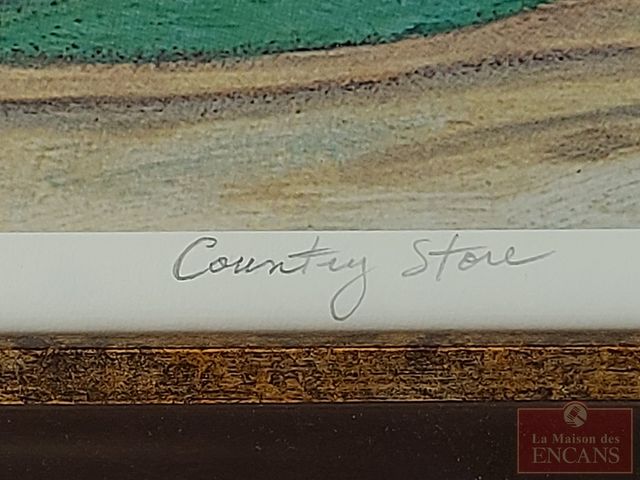 Country Store
La Maison des
ENCANS